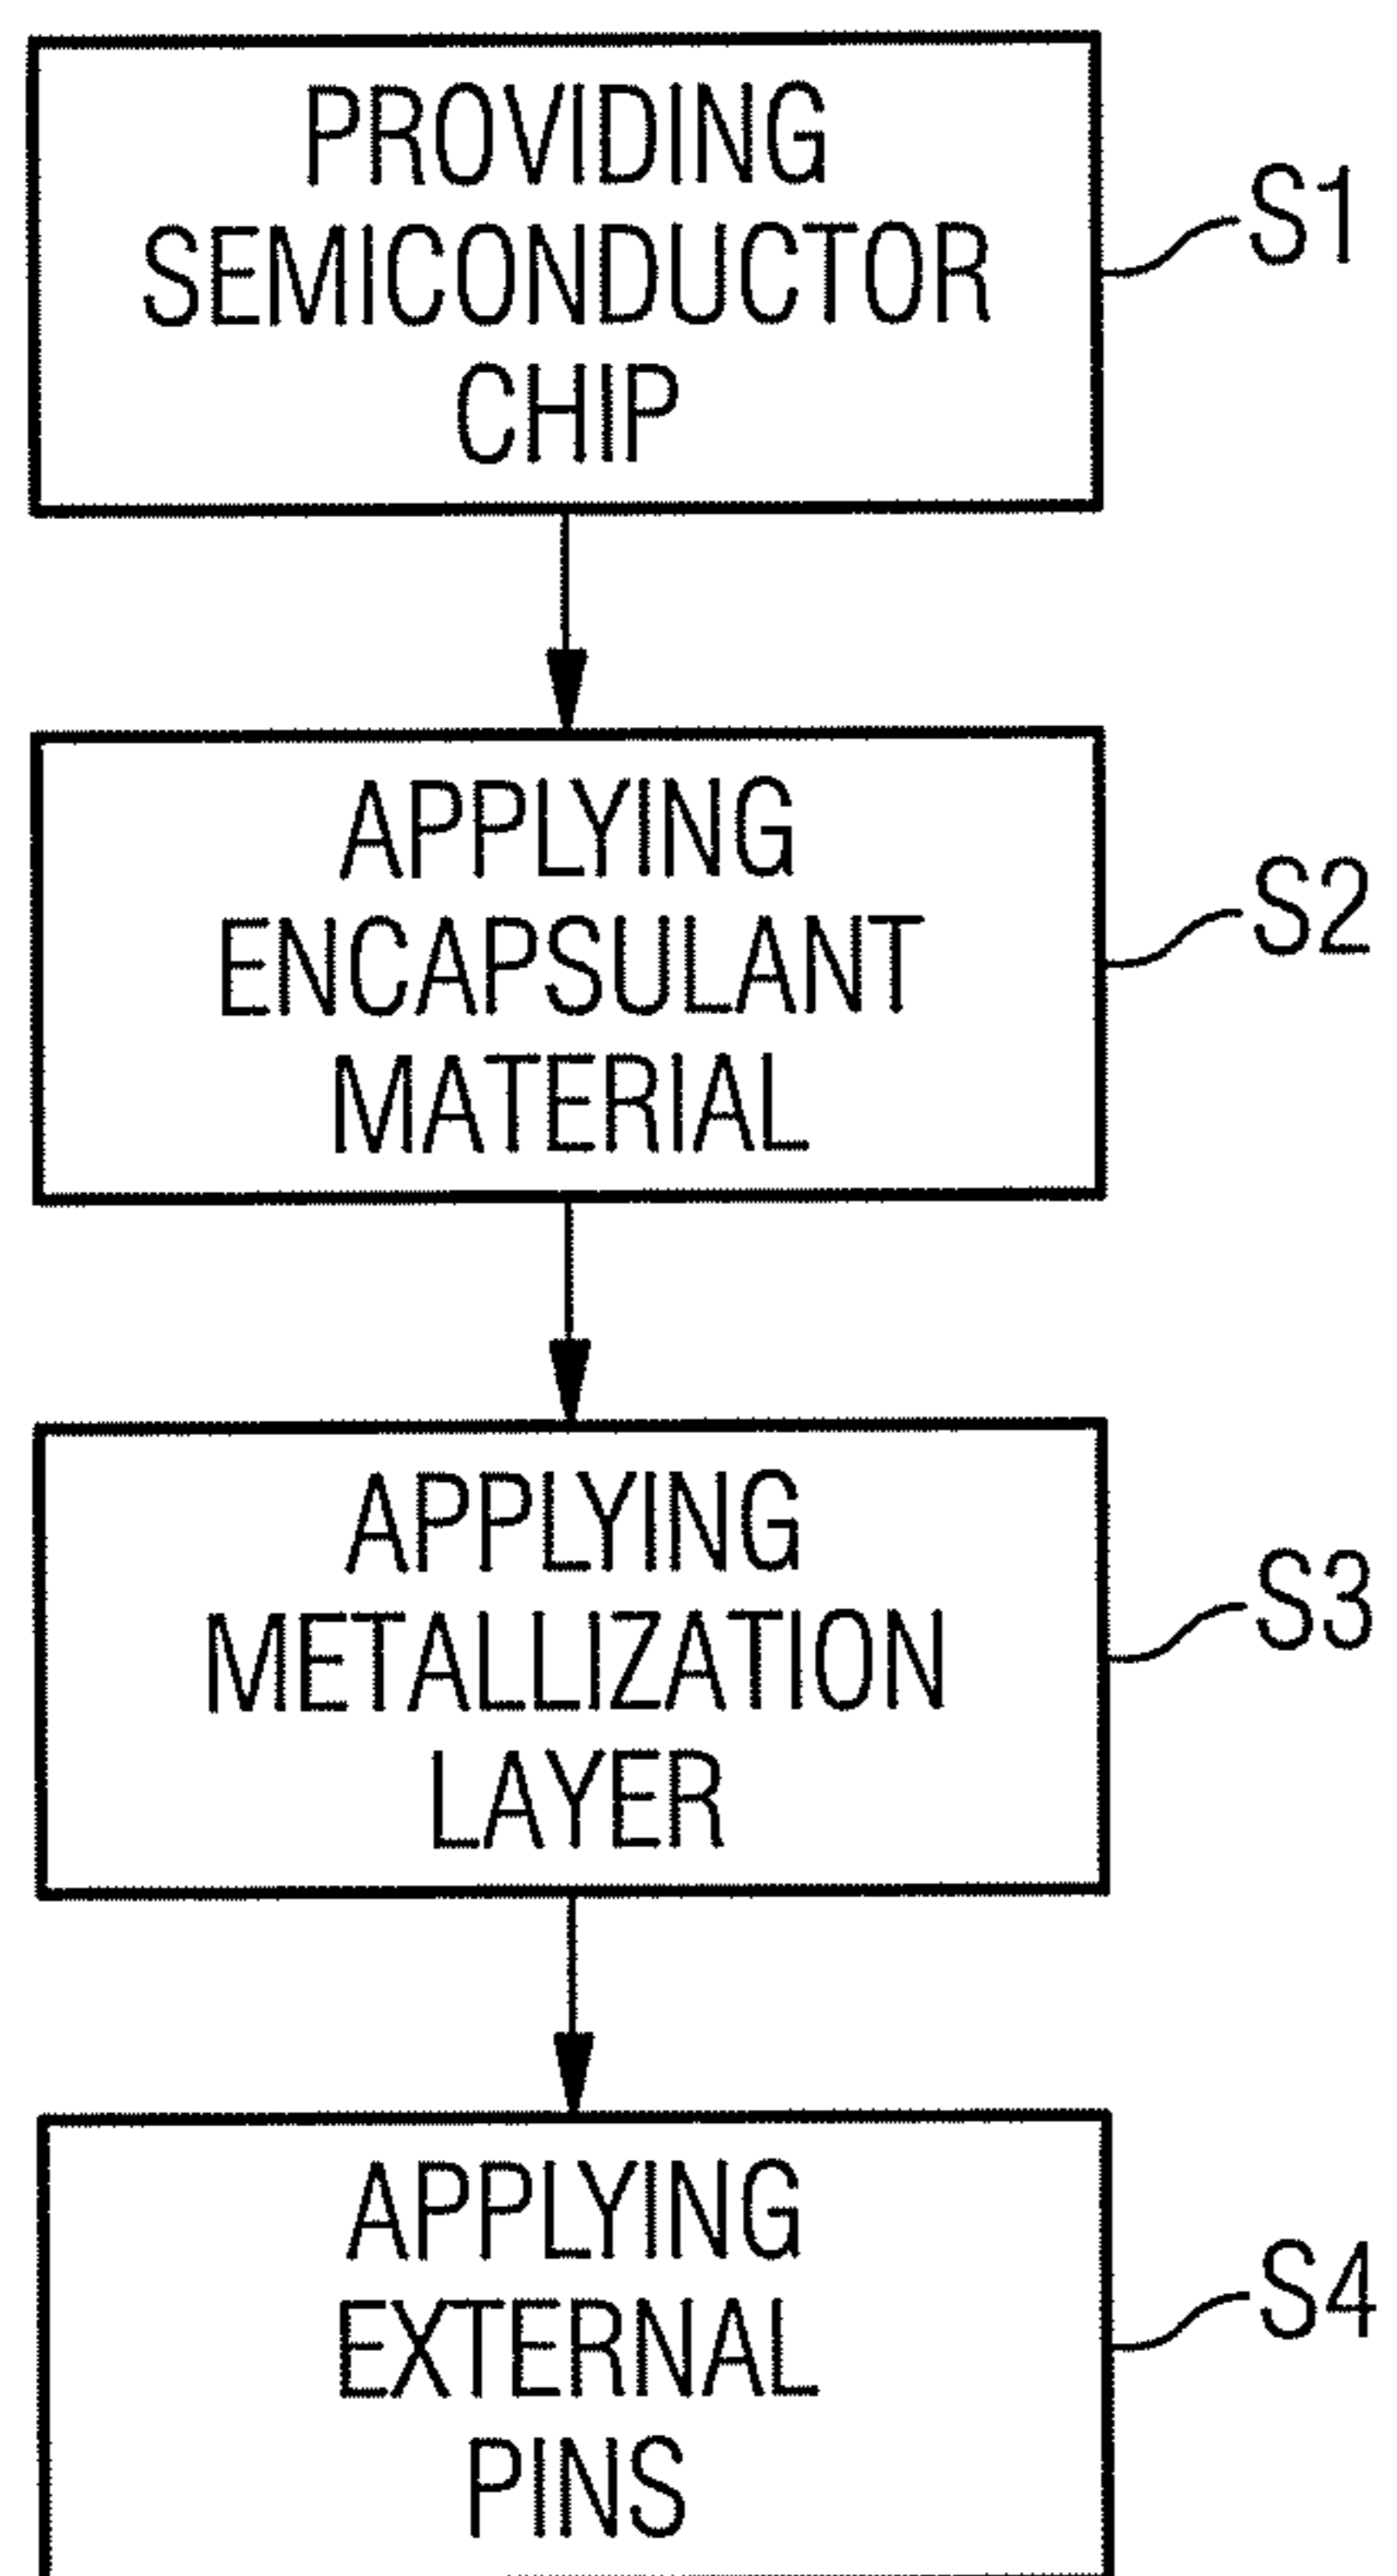 PROVIDING
SEMICONDUCTOR
CHIP
S1
APPLYING
ENCAPSULANT
MATERIAL
S2
APPLYING
METALLIZATION
LAYER
S3
APPLYING
EXTERNAL
PINS
S4